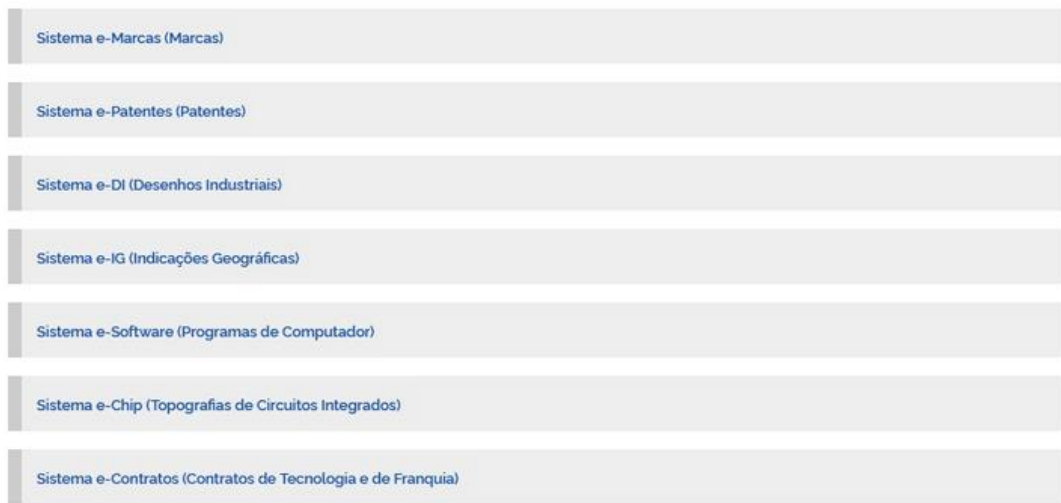 Sistema e-Marcas (Marcas)
Sistema e-Patentes (Patentes)
Sistema e-DI (Desenhos Industriais)
Sistema e-IG (Indicações Geográficas)
Sistema e-Software (Programas de Computador)
Sistema e-Chip (Topografias de Circuitos Integrados)
Sistema e-Contratos (Contratos de Tecnologia e de Franquia)